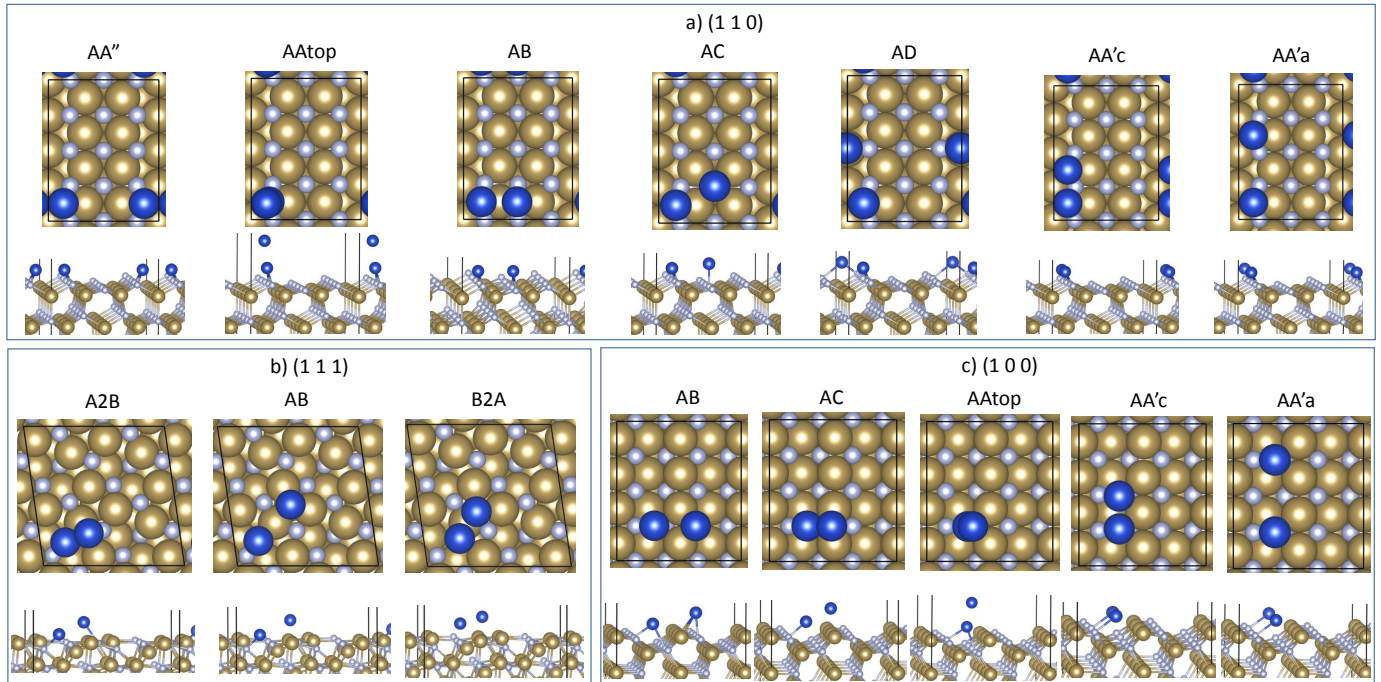 a) (1 1 0)
AA” AAtop AB AC AD AA’c AA’a
b) (1 1 1)
A2B AB B2A
c) (1 0 0)
AB AC AAtop AA’c AA’a